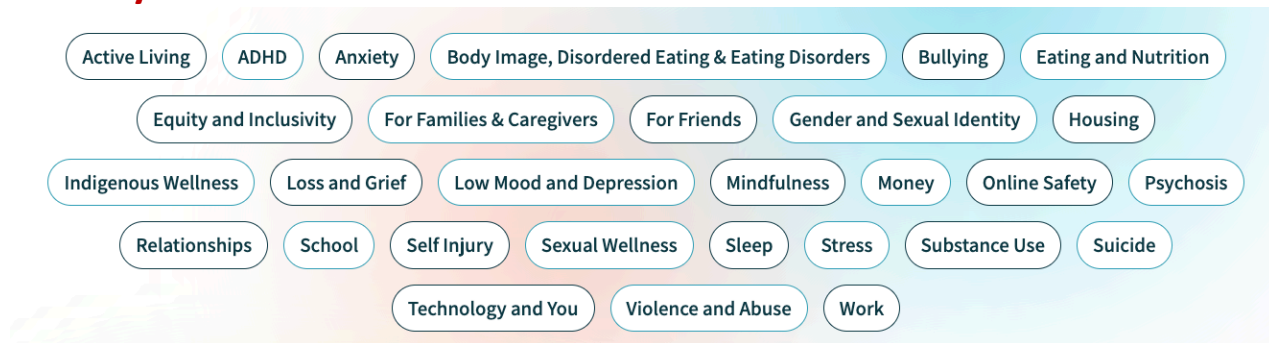 Active Living ADHD Anxiety Body Image, Disordered Eating & Eating Disorders Bullying Eating and Nutrition
Equity and Inclusivity For Families & Caregivers For Friends Gender and Sexual Identity Housing
Indigenous Wellness Loss and Grief Low Mood and Depression Mindfulness Money Online Safety Psychosis
Relationships School Self Injury Sexual Wellness Sleep Stress Substance Use Suicide
Technology and You Violence and Abuse Work